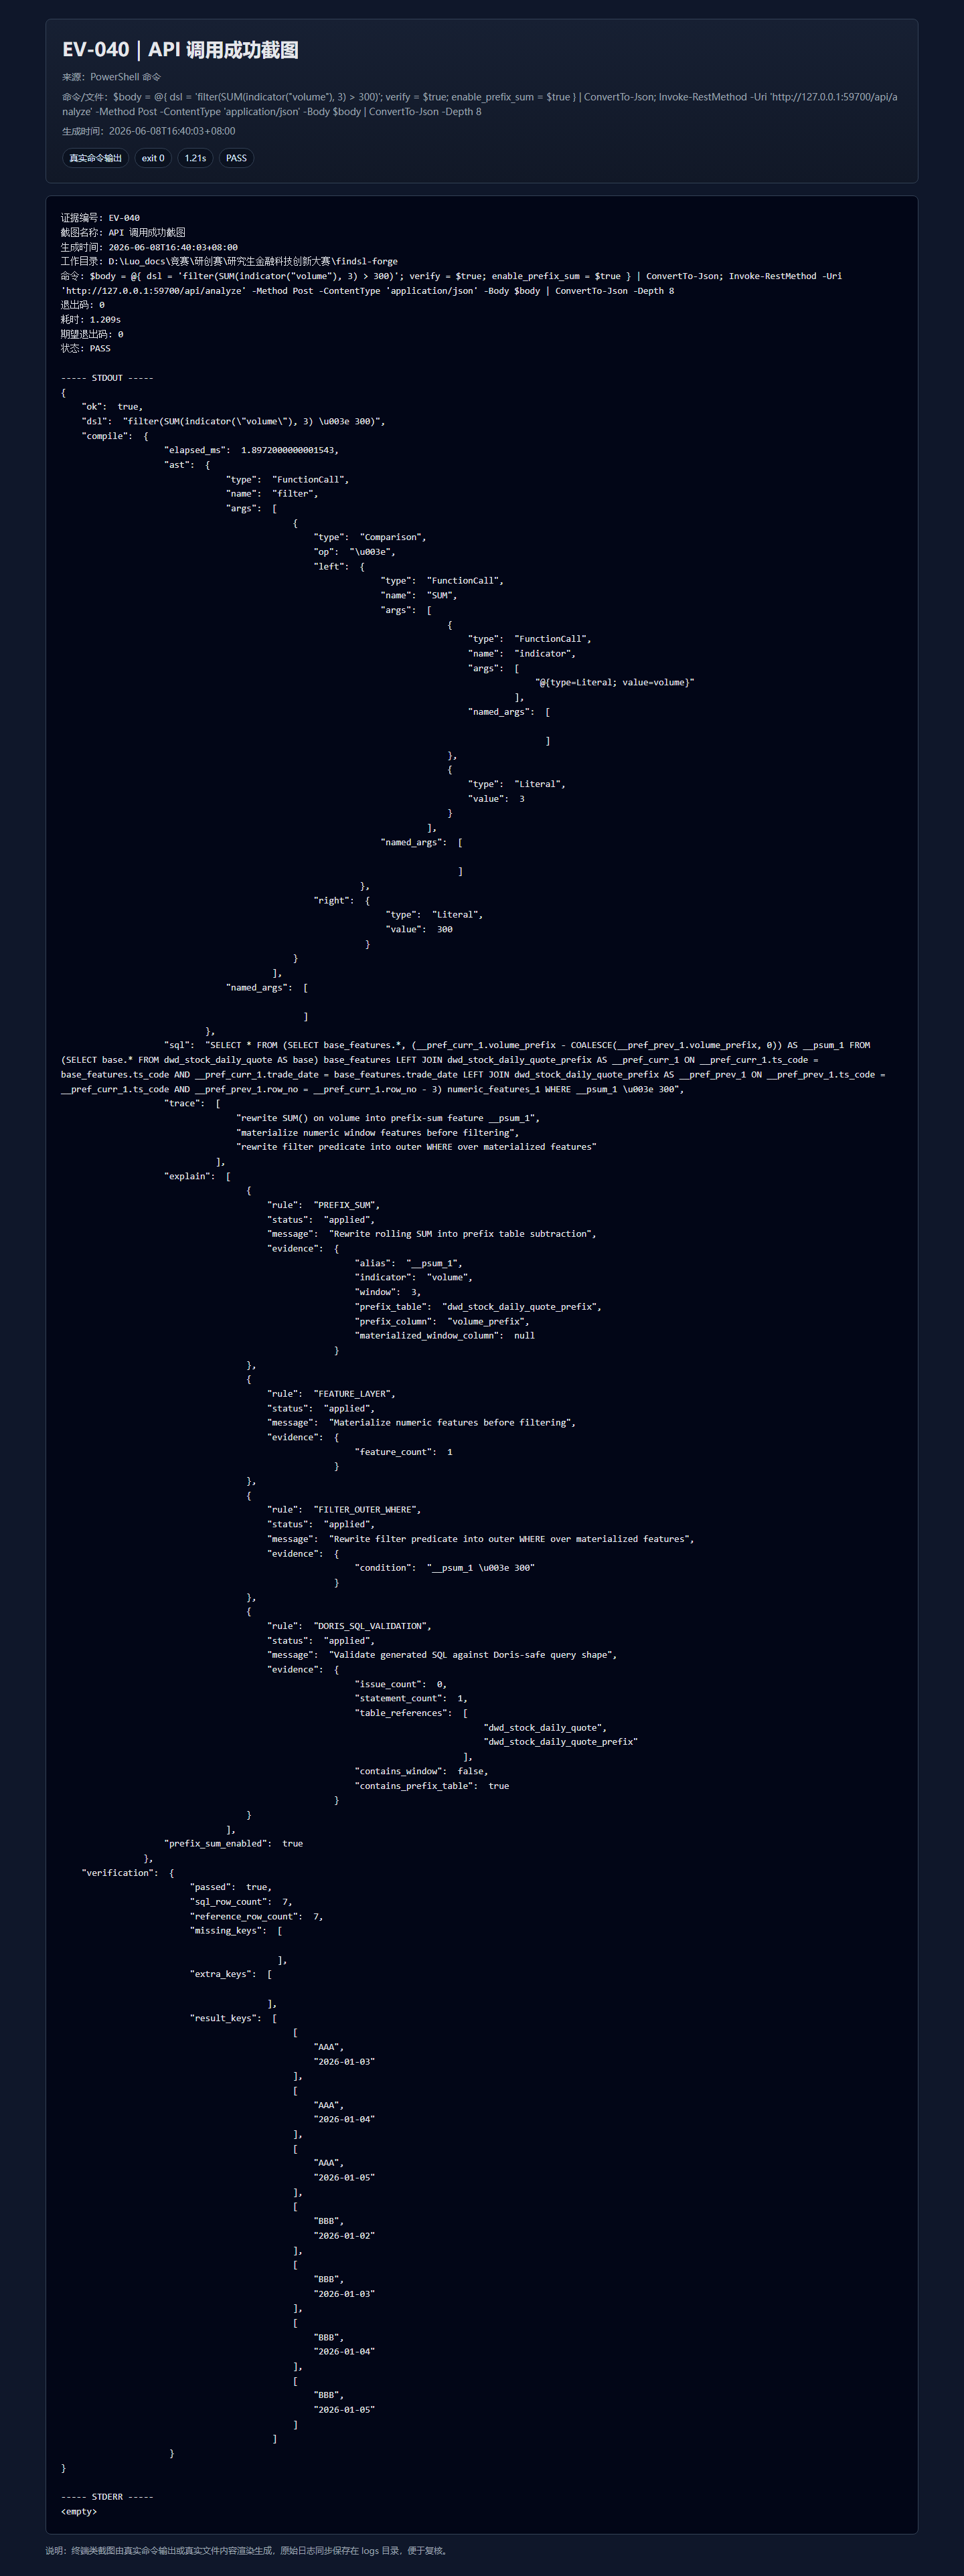 EV-040 | API 调用成功截图
来源：PowerShell 命令
命令/文件：$body = @{ dsl = 'filter(SUM(indicator("volume"), 3) > 300)'; verify = $true; enable_prefix_sum = $true } | ConvertTo-Json; Invoke-RestMethod -Uri 'http://127.0.0.1:59700/api/a
nalyze' -Method Post -ContentType 'application/json' -Body $body | ConvertTo-Json -Depth 8
生成时间：2026-06-08T16:40:03+08:00
真实命令输出 exit 0 1.21s PASS
证据编号: EV-040
截图名称: API 调用成功截图
生成时间: 2026-06-08T16:40:03+08:00
工作目录: D:\Luo_docs\竞赛\研创赛\研究生金融科技创新大赛\findsl-forge
命令: $body = @{ dsl = 'filter(SUM(indicator("volume"), 3) > 300)'; verify = $true; enable_prefix_sum = $true } | ConvertTo-Json; Invoke-RestMethod -Uri
'http://127.0.0.1:59700/api/analyze' -Method Post -ContentType 'application/json' -Body $body | ConvertTo-Json -Depth 8
退出码: 0
耗时: 1.209s
期望退出码: 0
状态: PASS
----- STDOUT -----
{
"ok": true,
"dsl": "filter(SUM(indicator(\"volume\"), 3) \u003e 300)",
"compile": {
"elapsed_ms": 1.8972000000001543,
"ast": {
"type": "FunctionCall",
"name": "filter",
"args": [
{
"type": "Comparison",
"op": "\u003e",
"left": {
"type": "FunctionCall",
"name": "SUM",
"args": [
{
"type": "FunctionCall",
"name": "indicator",
"args": [
"@{type=Literal; value=volume}"
],
"named_args": [
]
},
{
"type": "Literal",
"value": 3
}
],
"named_args": [
]
},
"right": {
"type": "Literal",
"value": 300
}
}
],
"named_args": [
]
},
"sql": "SELECT * FROM (SELECT base_features.*, (__pref_curr_1.volume_prefix - COALESCE(__pref_prev_1.volume_prefix, 0)) AS __psum_1 FROM
(SELECT base.* FROM dwd_stock_daily_quote AS base) base_features LEFT JOIN dwd_stock_daily_quote_prefix AS __pref_curr_1 ON __pref_curr_1.ts_code =
base_features.ts_code AND __pref_curr_1.trade_date = base_features.trade_date LEFT JOIN dwd_stock_daily_quote_prefix AS __pref_prev_1 ON __pref_prev_1.ts_code =
__pref_curr_1.ts_code AND __pref_prev_1.row_no = __pref_curr_1.row_no - 3) numeric_features_1 WHERE __psum_1 \u003e 300",
"trace": [
"rewrite SUM() on volume into prefix-sum feature __psum_1",
"materialize numeric window features before filtering",
"rewrite filter predicate into outer WHERE over materialized features"
],
"explain": [
{
"rule": "PREFIX_SUM",
"status": "applied",
"message": "Rewrite rolling SUM into prefix table subtraction",
"evidence": {
"alias": "__psum_1",
"indicator": "volume",
"window": 3,
"prefix_table": "dwd_stock_daily_quote_prefix",
"prefix_column": "volume_prefix",
"materialized_window_column": null
}
},
{
"rule": "FEATURE_LAYER",
"status": "applied",
"message": "Materialize numeric features before filtering",
"evidence": {
"feature_count": 1
}
},
{
"rule": "FILTER_OUTER_WHERE",
"status": "applied",
"message": "Rewrite filter predicate into outer WHERE over materialized features",
"evidence": {
"condition": "__psum_1 \u003e 300"
}
},
{
"rule": "DORIS_SQL_VALIDATION",
"status": "applied",
"message": "Validate generated SQL against Doris-safe query shape",
"evidence": {
"issue_count": 0,
"statement_count": 1,
"table_references": [
"dwd_stock_daily_quote",
"dwd_stock_daily_quote_prefix"
],
"contains_window": false,
"contains_prefix_table": true
}
}
],
"prefix_sum_enabled": true
},
"verification": {
"passed": true,
"sql_row_count": 7,
"reference_row_count": 7,
"missing_keys": [
],
"extra_keys": [
],
"result_keys": [
[
"AAA",
"2026-01-03"
],
[
"AAA",
"2026-01-04"
],
[
"AAA",
"2026-01-05"
],
[
"BBB",
"2026-01-02"
],
[
"BBB",
"2026-01-03"
],
[
"BBB",
"2026-01-04"
],
[
"BBB",
"2026-01-05"
]
]
}
}
----- STDERR -----
<empty>
说明：终端类截图由真实命令输出或真实文件内容渲染生成，原始日志同步保存在 logs 目录，便于复核。